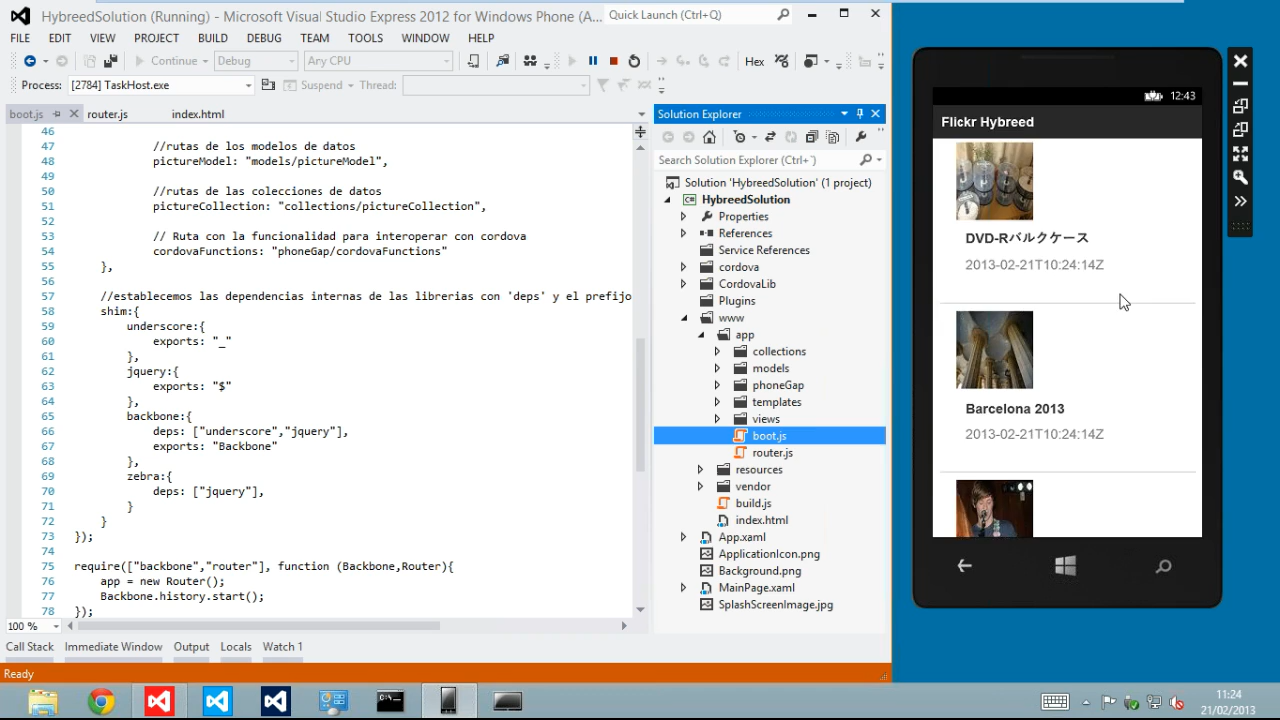 HybreedSolution (Running) - Microsoft Visual Studio Express 2012 for Windows Phone (A...
Quick Launch (Ctrl+Q)
FILE EDIT VIEW PROJECT BUILD DEBUG TEAM TOOLS WINDOW HELP
Continue Debug Any CPU Hex
Process: [2784] TaskHost.exe Suspend Thread:
boot.js router.js index.html
46
47 //rutas de los modelos de datos
48 pictureModel: "models/pictureModel",
49
50 //rutas de las colecciones de datos
51 pictureCollection: "collections/pictureCollection",
52
53 // Ruta con la funcionalidad para interoperar con cordova
54 cordovaFunctions: "phoneGap/cordovaFunctions"
55 },
56
57 //establecemos las dependencias internas de las librerias con 'deps' y el prefijo
58 shim:{
59 underscore:{
60 exports: "_"
61 },
62 jquery:{
63 exports: "$"
64 },
65 backbone:{
66 deps: ["underscore","jquery"],
67 exports: "Backbone"
68 },
69 zebra:{
70 deps: ["jquery"],
71 }
72 }
73 });
74
75 require(["backbone","router"], function (Backbone,Router){
76 app = new Router();
77 Backbone.history.start();
78 });
100 %
Call Stack Immediate Window Output Locals Watch 1
Ready
Solution Explorer
Search Solution Explorer (Ctrl+´)
Solution 'HybreedSolution' (1 project)
HybreedSolution
Properties
References
Service References
cordova
CordovaLib
Plugins
www
app
collections
models
phoneGap
templates
views
boot.js
router.js
resources
vendor
build.js
index.html
App.xaml
ApplicationIcon.png
Background.png
MainPage.xaml
SplashScreenImage.jpg
12:43
Flickr Hybreed
DVD-Rバルクケース
2013-02-21T10:24:14Z
Barcelona 2013
2013-02-21T10:24:14Z
11:24
21/02/2013